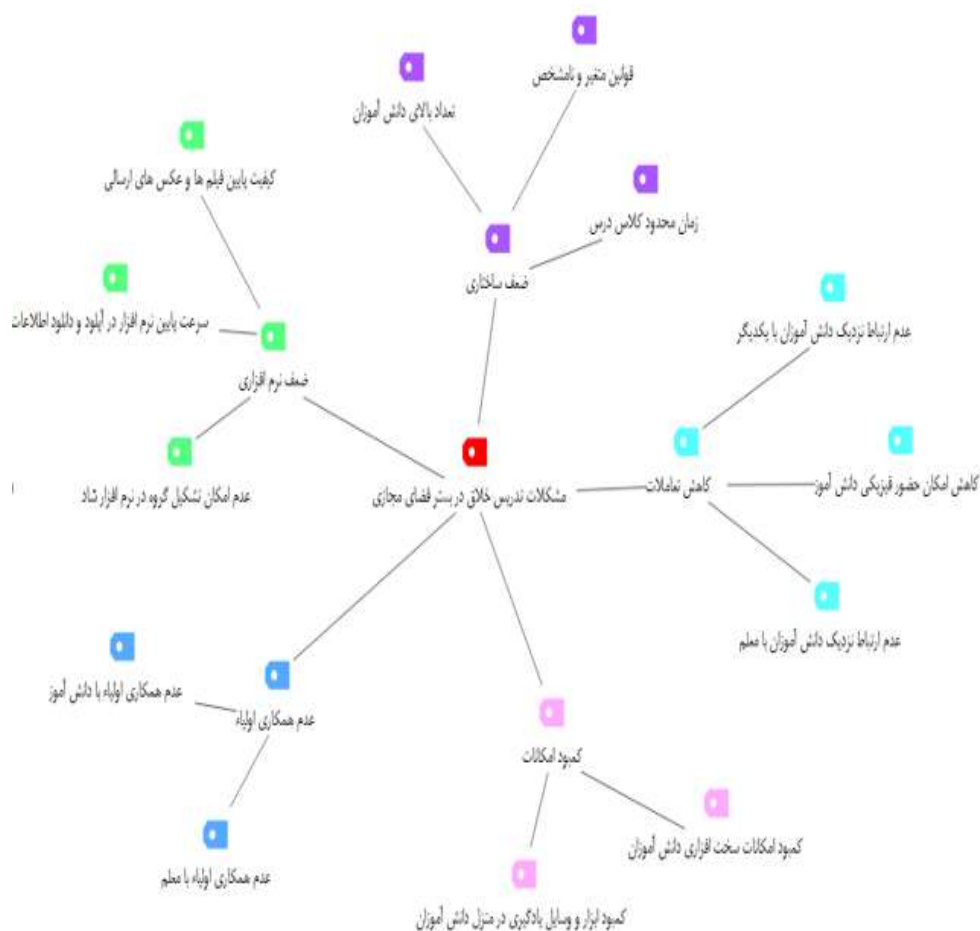 قوانین متغیر و نامشخص
تعداد بالای دانش آموزان
کیفیت پایین فیلم ها و عکس های ارسالی
زمان محدود کلاس درس
ضعف ساختاری
سرعت پایین نرم افزار در آپلود و دانلود اطلاعات
عدم ارتباط نزدیک دانش آموزان با یکدیگر
ضعف نرم افزاری
عدم امکان تشکیل گروه در نرم افزار شاد
مشکلات تدریس خلاق در بستر فضای مجازی
کاهش تعاملات
کاهش امکان حضور فیزیکی دانش آموز
عدم ارتباط نزدیک دانش آموزان با معلم
عدم همکاری اولیاء با دانش آموز
عدم همکاری اولیاء
کمبود امکانات
کمبود امکانات سخت افزاری دانش آموزان
عدم همکاری اولیاء با معلم
کمبود ابزار و وسایل یادگیری در منزل دانش آموزان